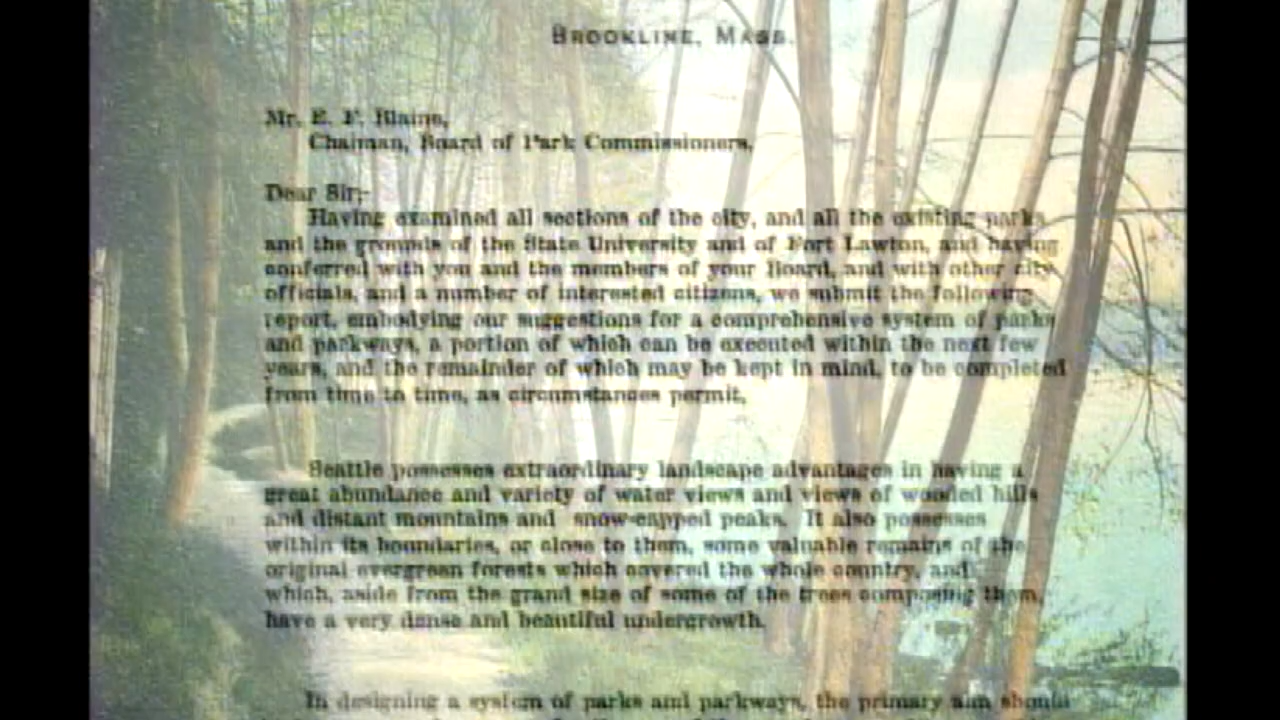 BROOKLINE, MASS.
Mr. E. F. Blaine,
Chaiman, Board of Park Commissioners,
Dear Sir;-
Having examined all sections of the city, and all the existing parks
and the grounds of the State University and of Fort Lawton, and having
conferred with you and the members of your Board, and with other city
officials, and a number of interested citizens, we submit the following
report, embodying our suggestions for a comprehensive system of parks
and parkways, a portion of which can be executed within the next few
years, and the remainder of which may be kept in mind, to be completed
from time to time, as circumstances permit.
Seattle possesses extraordinary landscape advantages in having a
great abundance and variety of water views and views of wooded hills
and distant mountains and snow-capped peaks. It also possesses
within its boundaries, or close to them, some valuable remains of the
original evergreen forests which covered the whole country, and
which, aside from the grand size of some of the trees composing them,
have a very dense and beautiful undergrowth.
In designing a system of parks and parkways, the primary aim should